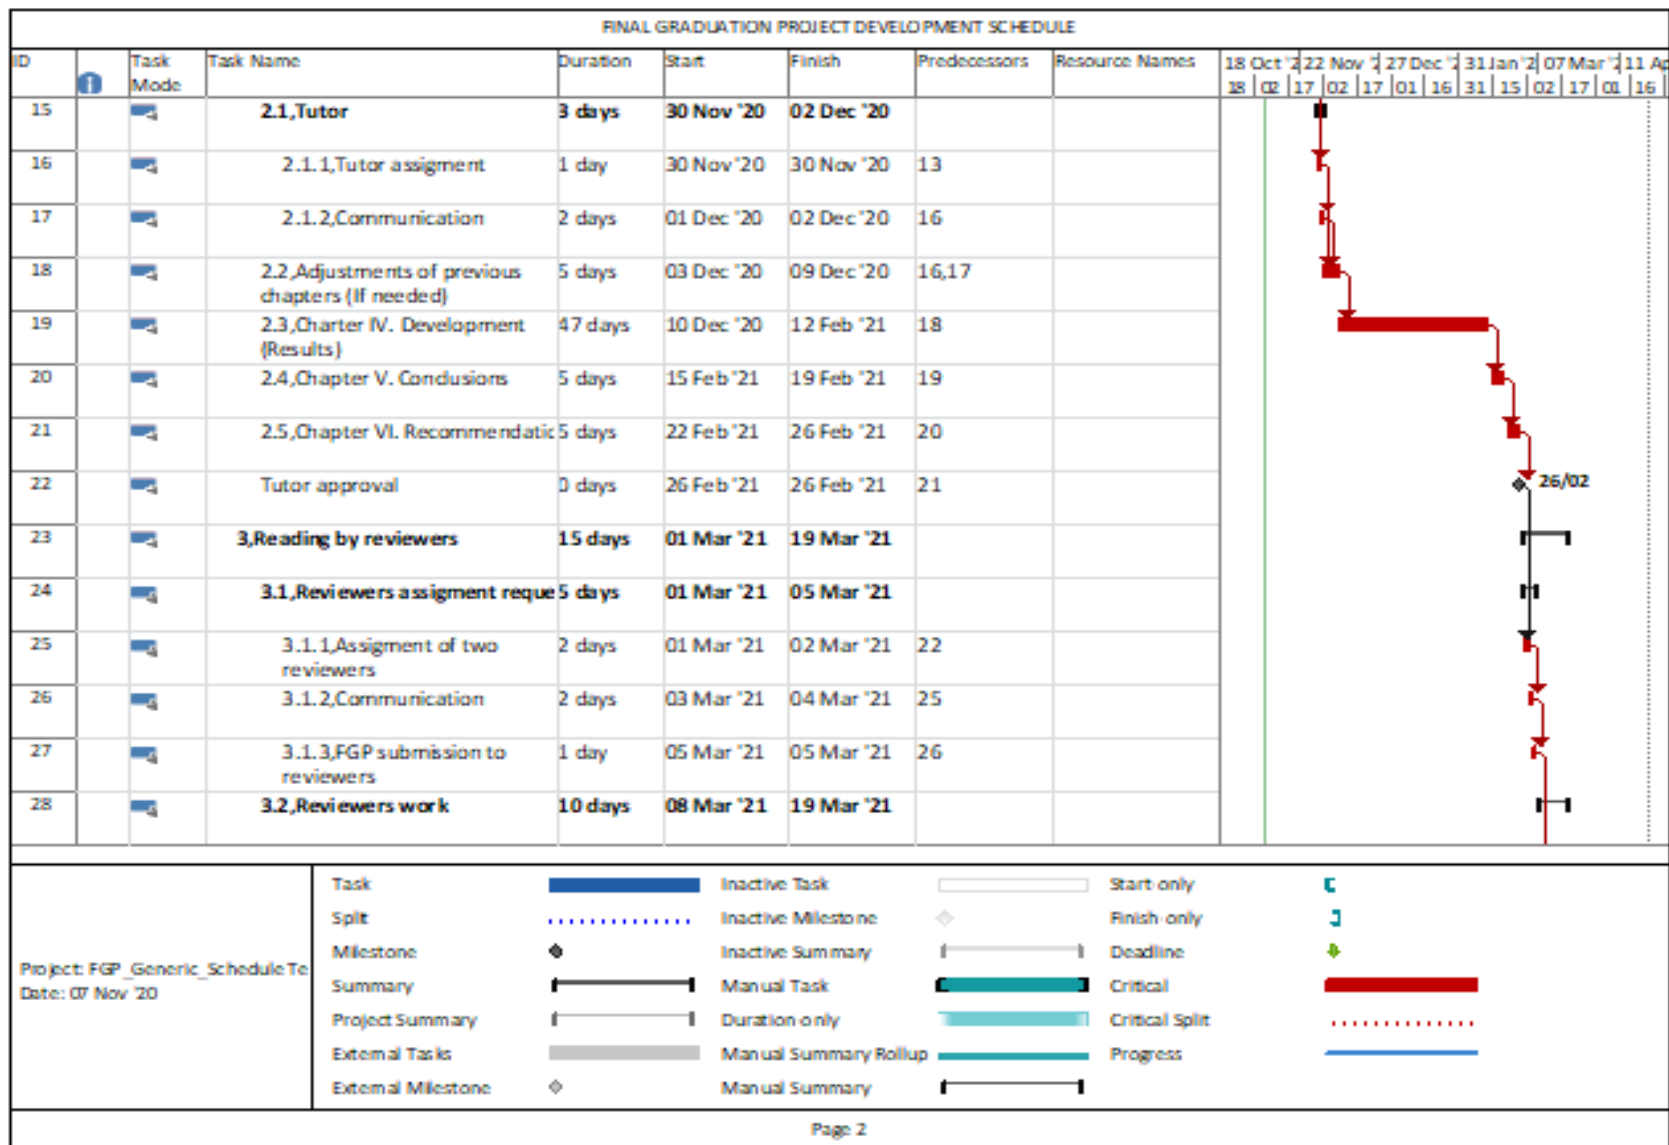 FINAL GRADUATION PROJECT DEVELOPMENT SCHEDULE
ID Task Mode Task Name Duration Start Finish Predecessors Resource Names
18 Oct '2 22 Nov '2 27 Dec '2 31 Jan '2 07 Mar '2 11 Ap
18 02 17 02 17 01 16 31 15 02 17 01 16
15 2.1,Tutor 3 days 30 Nov '20 02 Dec '20
16 2.1.1,Tutor assigment 1 day 30 Nov '20 30 Nov '20 13
17 2.1.2,Communication 2 days 01 Dec '20 02 Dec '20 16
18 2.2,Adjustments of previous 5 days 03 Dec '20 09 Dec '20 16,17
chapters (If needed)
19 2.3,Charter IV. Development 47 days 10 Dec '20 12 Feb '21 18
(Results)
20 2.4,Chapter V. Conclusions 5 days 15 Feb '21 19 Feb '21 19
21 2.5,Chapter VI. Recommendatic 5 days 22 Feb '21 26 Feb '21 20
22 Tutor approval 0 days 26 Feb '21 26 Feb '21 21 26/02
23 3,Reading by reviewers 15 days 01 Mar '21 19 Mar '21
24 3.1,Reviewers assigment reque 5 days 01 Mar '21 05 Mar '21
25 3.1.1,Assigment of two 2 days 01 Mar '21 02 Mar '21 22
reviewers
26 3.1.2,Communication 2 days 03 Mar '21 04 Mar '21 25
27 3.1.3,FGP submission to 1 day 05 Mar '21 05 Mar '21 26
reviewers
28 3.2,Reviewers work 10 days 08 Mar '21 19 Mar '21
Project: FGP_Generic_Schedule Te
Date: 07 Nov '20
Task Inactive Task Start-only
Split Inactive Milestone Finish-only
Milestone Inactive Summary Deadline
Summary Manual Task Critical
Project Summary Duration-only Critical Split
External Tasks Manual Summary Rollup Progress
External Milestone Manual Summary
Page 2